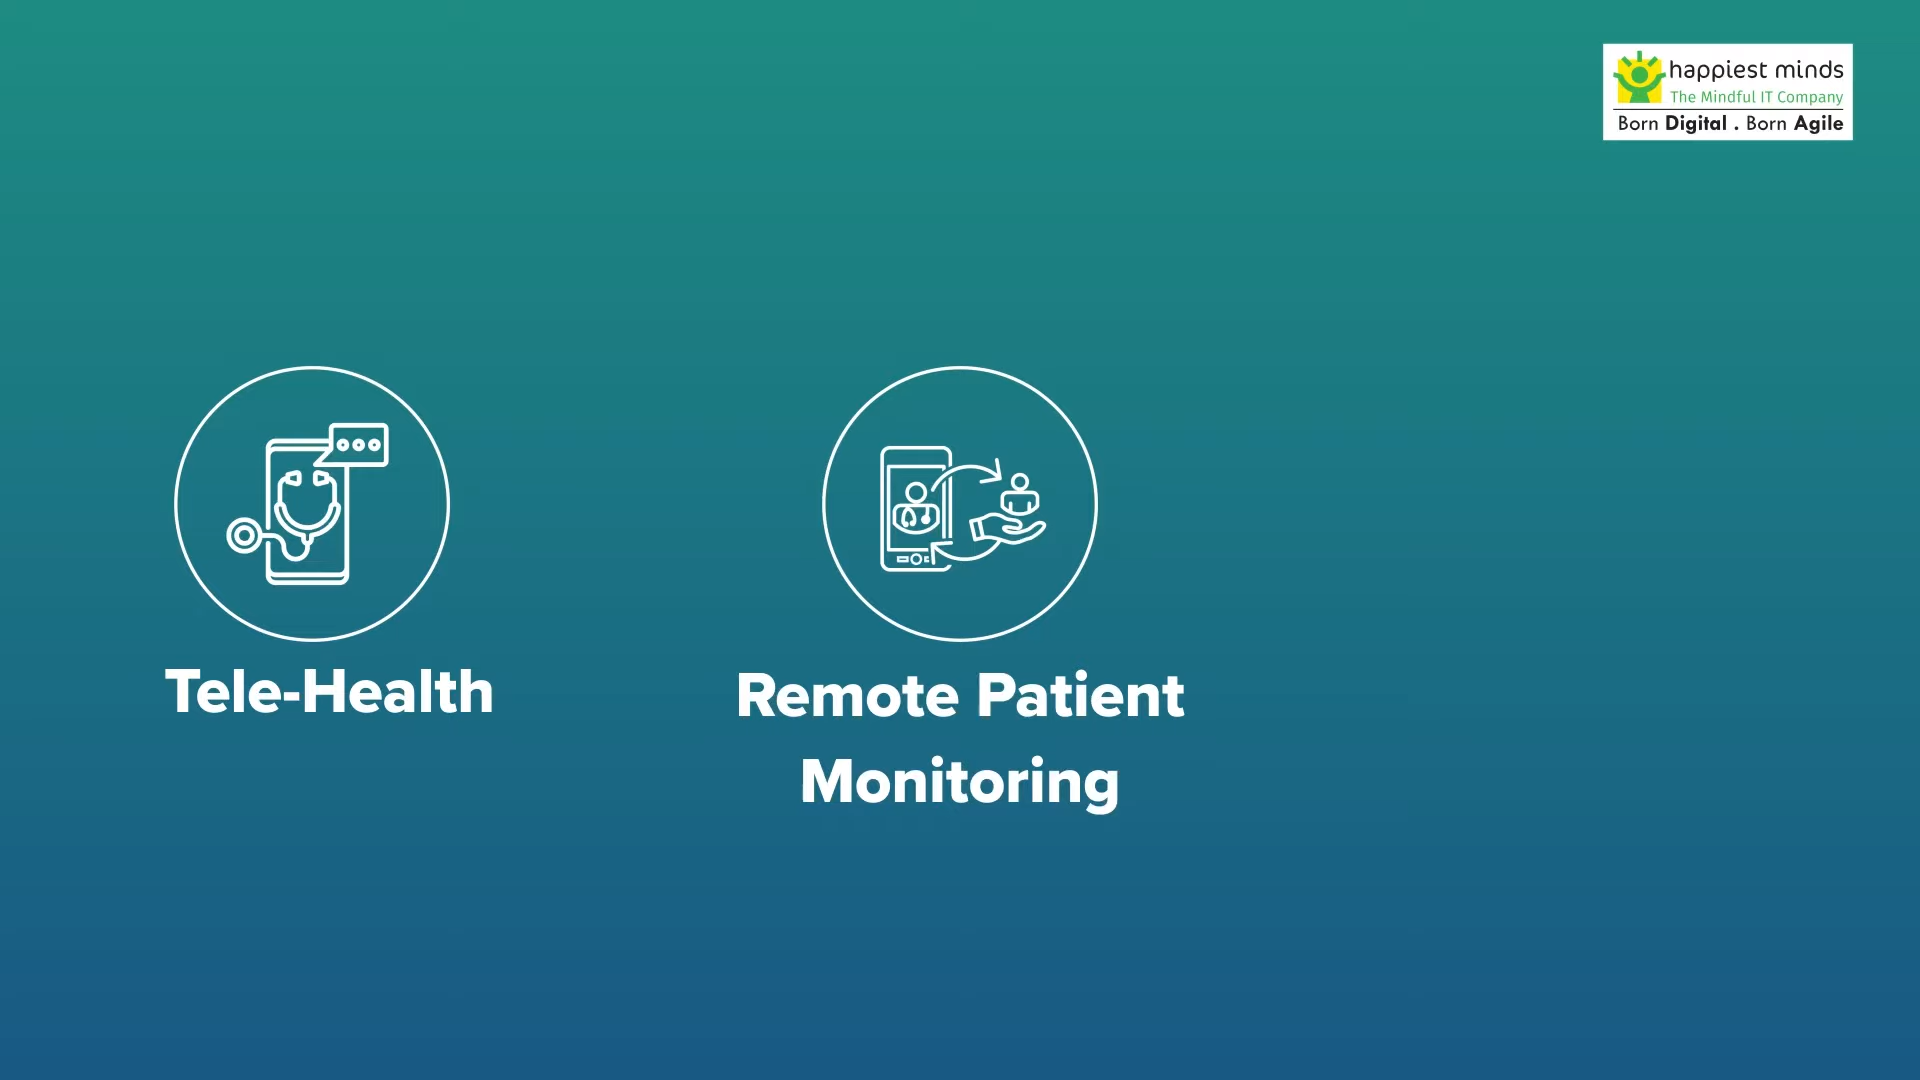 happiest minds
The Mindful IT Company
Born Digital . Born Agile
Tele-Health
Remote Patient
Monitoring